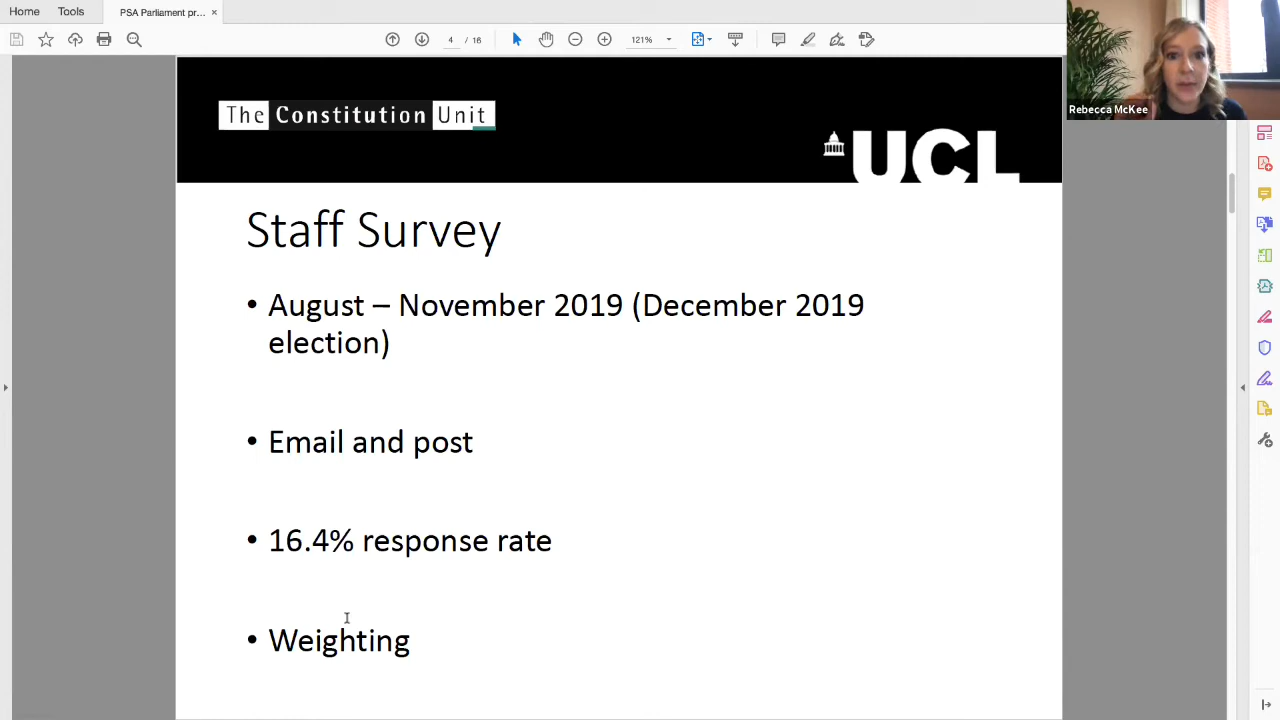 Home Tools PSA Parliament pr... ×
4 / 16 121%
Rebecca McKee
The Constitution Unit
UCL
Staff Survey
• August – November 2019 (December 2019
election)
• Email and post
• 16.4% response rate
• Weighting